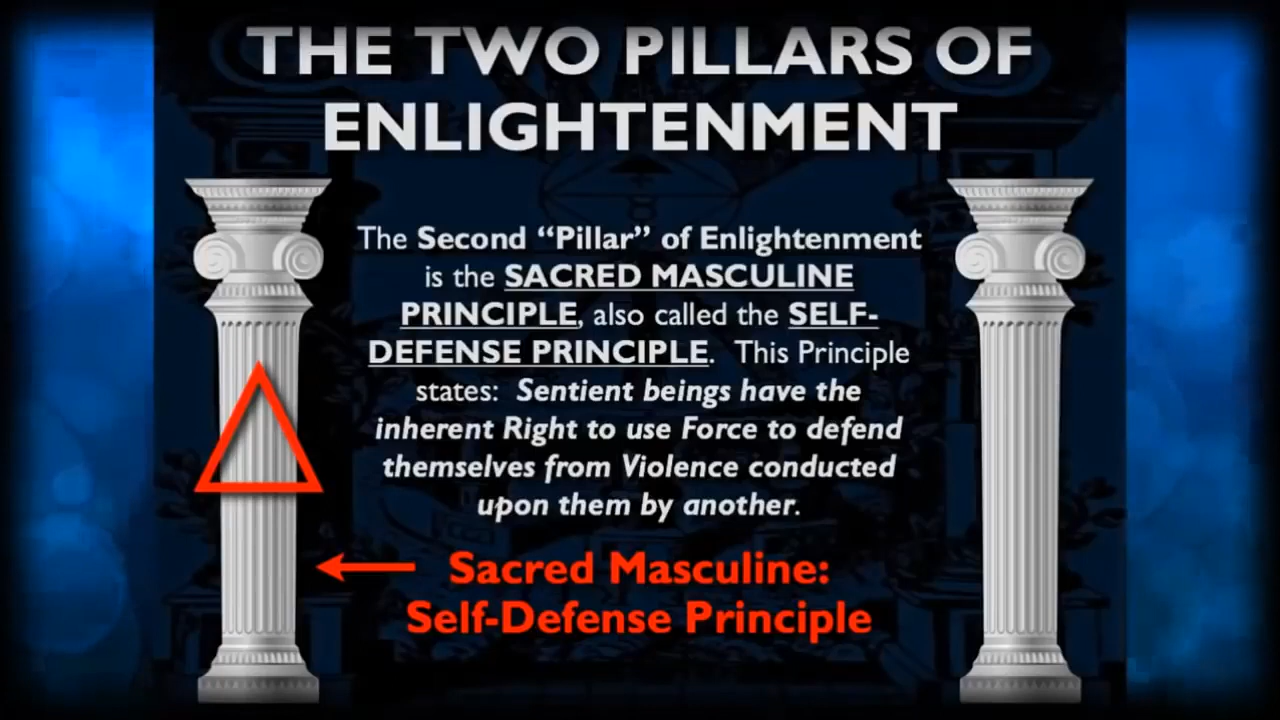 THE TWO PILLARS OF
ENLIGHTENMENT
The Second “Pillar” of Enlightenment
is the SACRED MASCULINE
PRINCIPLE, also called the SELF-
DEFENSE PRINCIPLE. This Principle
states: Sentient beings have the
inherent Right to use Force to defend
themselves from Violence conducted
upon them by another.
Sacred Masculine:
Self-Defense Principle